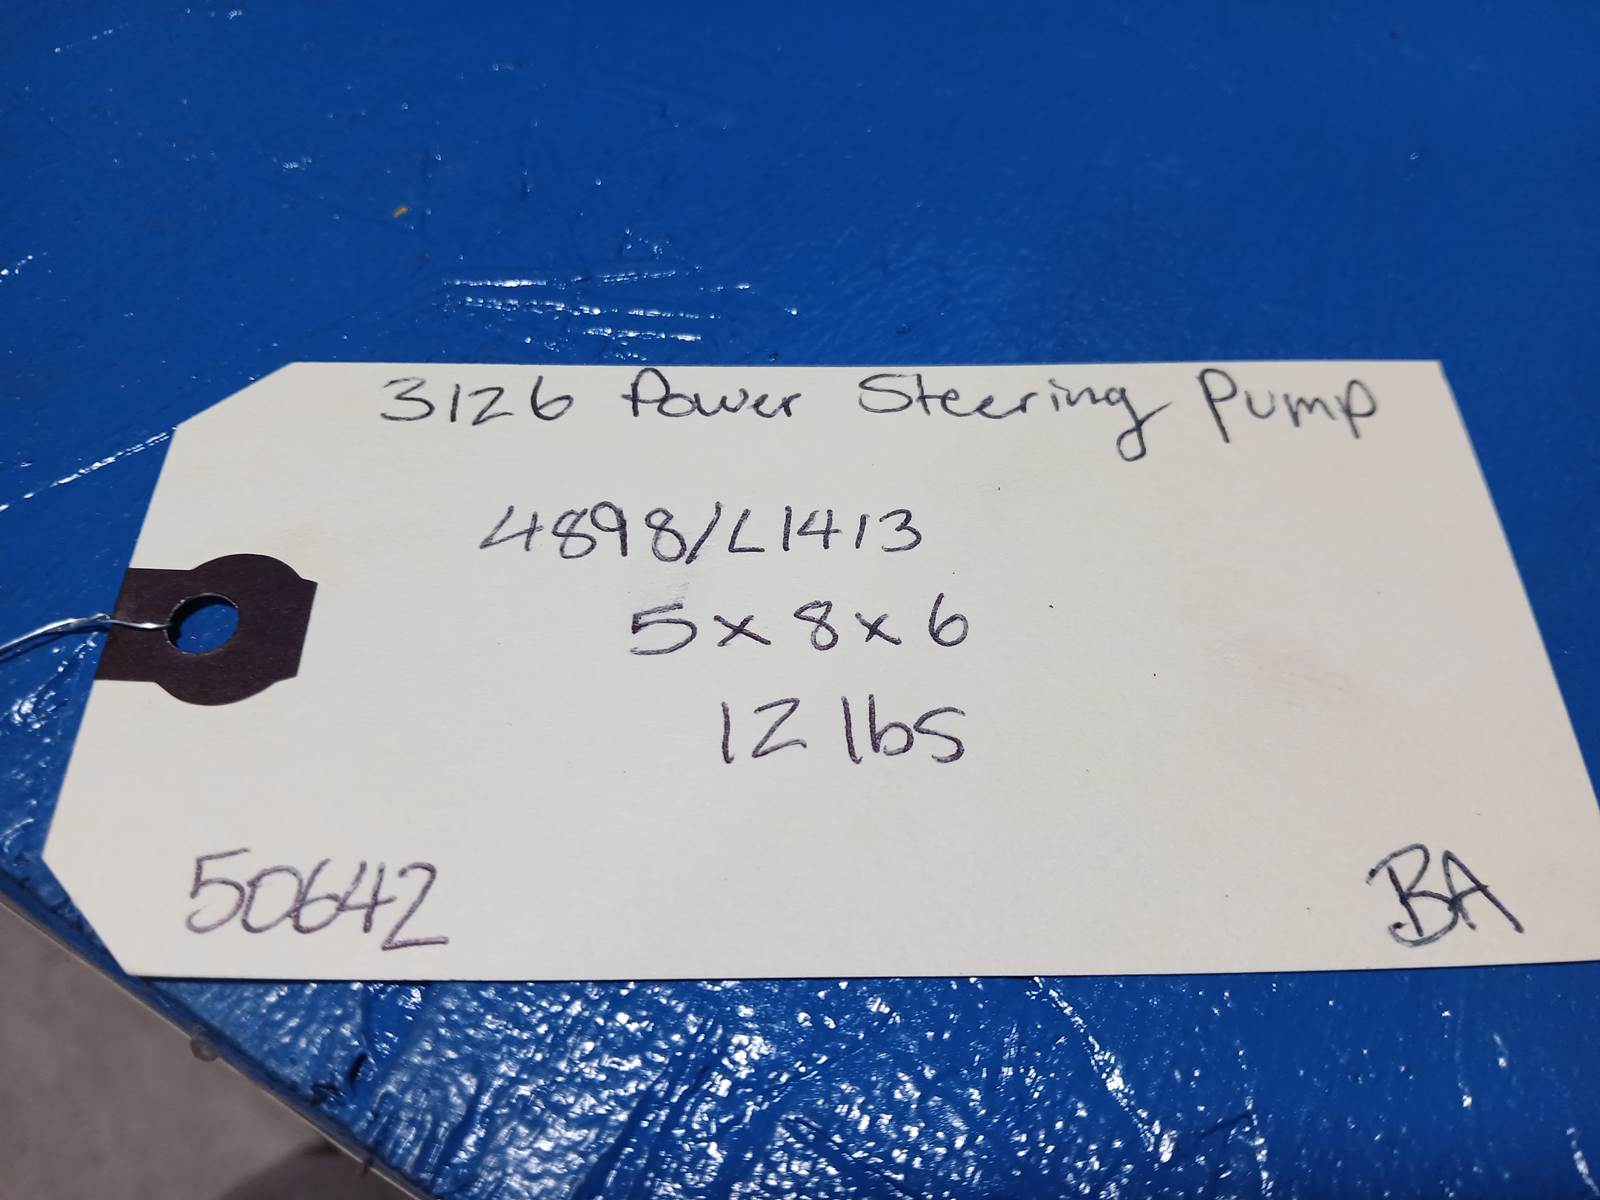 3126 Power Steering Pump
4898/L1413
5x8x6
12 lbs
50642
BA